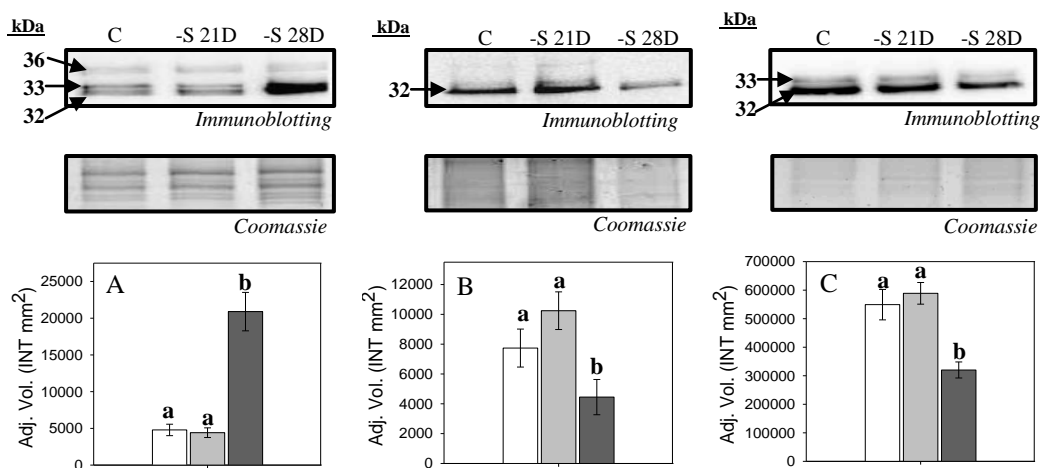 kDa
C -S 21D -S 28D
36
33
32
Immunoblotting
Coomassie
kDa
C -S 21D -S 28D
32
Immunoblotting
Coomassie
kDa
C -S 21D -S 28D
33
32
Immunoblotting
Coomassie
A
Adj. Vol. (INT mm²)
25000
20000
15000
10000
5000
0
a a b
B
Adj. Vol. (INT mm²)
12000
10000
8000
6000
4000
2000
0
a a b
C
Adj. Vol. (INT mm²)
700000
600000
500000
400000
300000
200000
100000
0
a a b